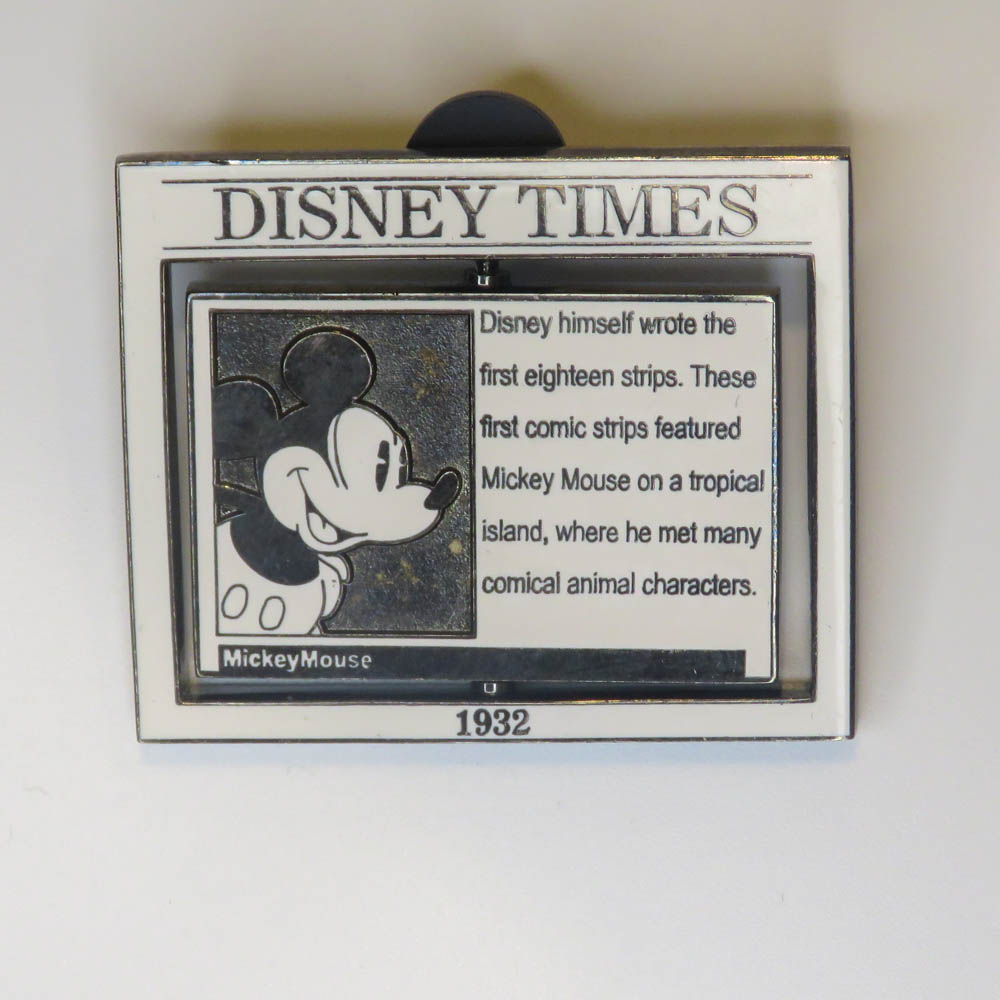 DISNEY TIMES
Disney himself wrote the
first eighteen strips. These
first comic strips featured
Mickey Mouse on a tropical
island, where he met many
comical animal characters.
MickeyMouse
1932